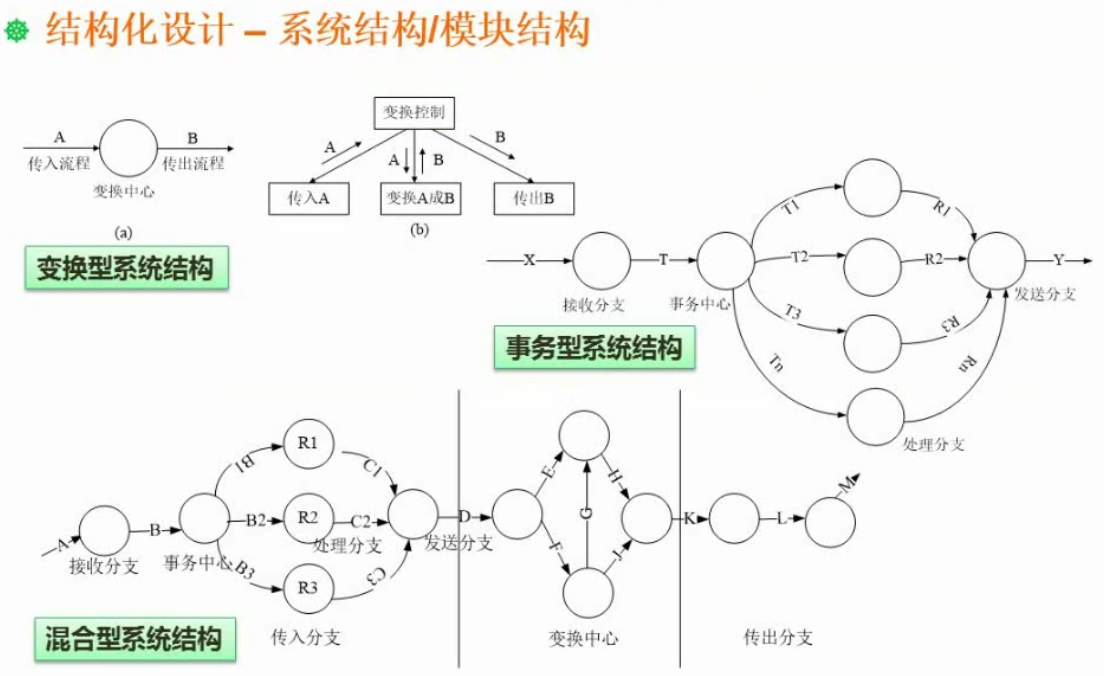 结构化设计 – 系统结构/模块结构
A
B
传入流程
传出流程
变换中心
(a)
变换型系统结构
变换控制
A
A
B
B
传入A
变换A成B
传出B
(b)
X
T
T1
T2
T3
Tn
R1
R2
R3
Rn
Y
接收分支
事务中心
发送分支
处理分支
事务型系统结构
A
B
B1
B2
B3
R1
R2
R3
C1
C2
C3
D
E
F
G
H
J
K
L
M
接收分支
事务中心
处理分支
发送分支
混合型系统结构
传入分支
变换中心
传出分支